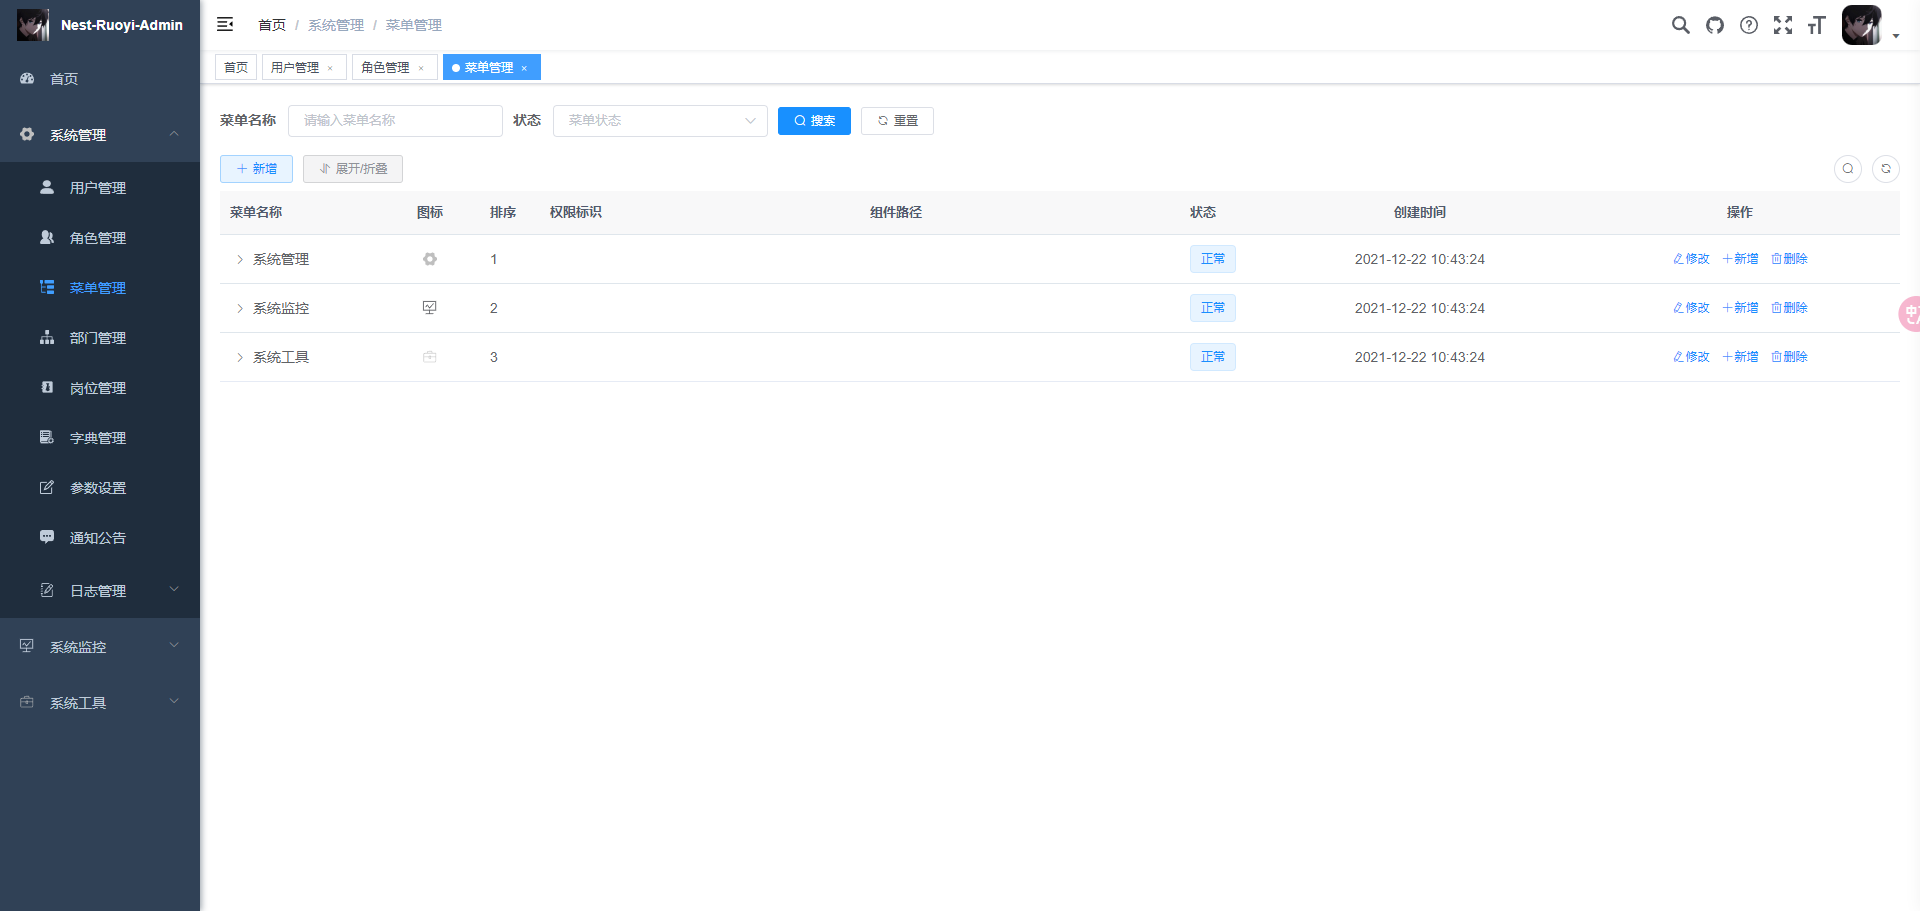 Nest-Ruoyi-Admin
首页
系统管理
用户管理
角色管理
菜单管理
部门管理
岗位管理
字典管理
参数设置
通知公告
日志管理
系统监控
系统工具
首页 / 系统管理 / 菜单管理
首页 用户管理 × 角色管理 × 菜单管理 ×
菜单名称 请输入菜单名称 状态 菜单状态 搜索 重置
新增 展开/折叠
菜单名称 图标 排序 权限标识 组件路径 状态 创建时间 操作
系统管理 1 正常 2021-12-22 10:43:24 修改 新增 删除
系统监控 2 正常 2021-12-22 10:43:24 修改 新增 删除
系统工具 3 正常 2021-12-22 10:43:24 修改 新增 删除